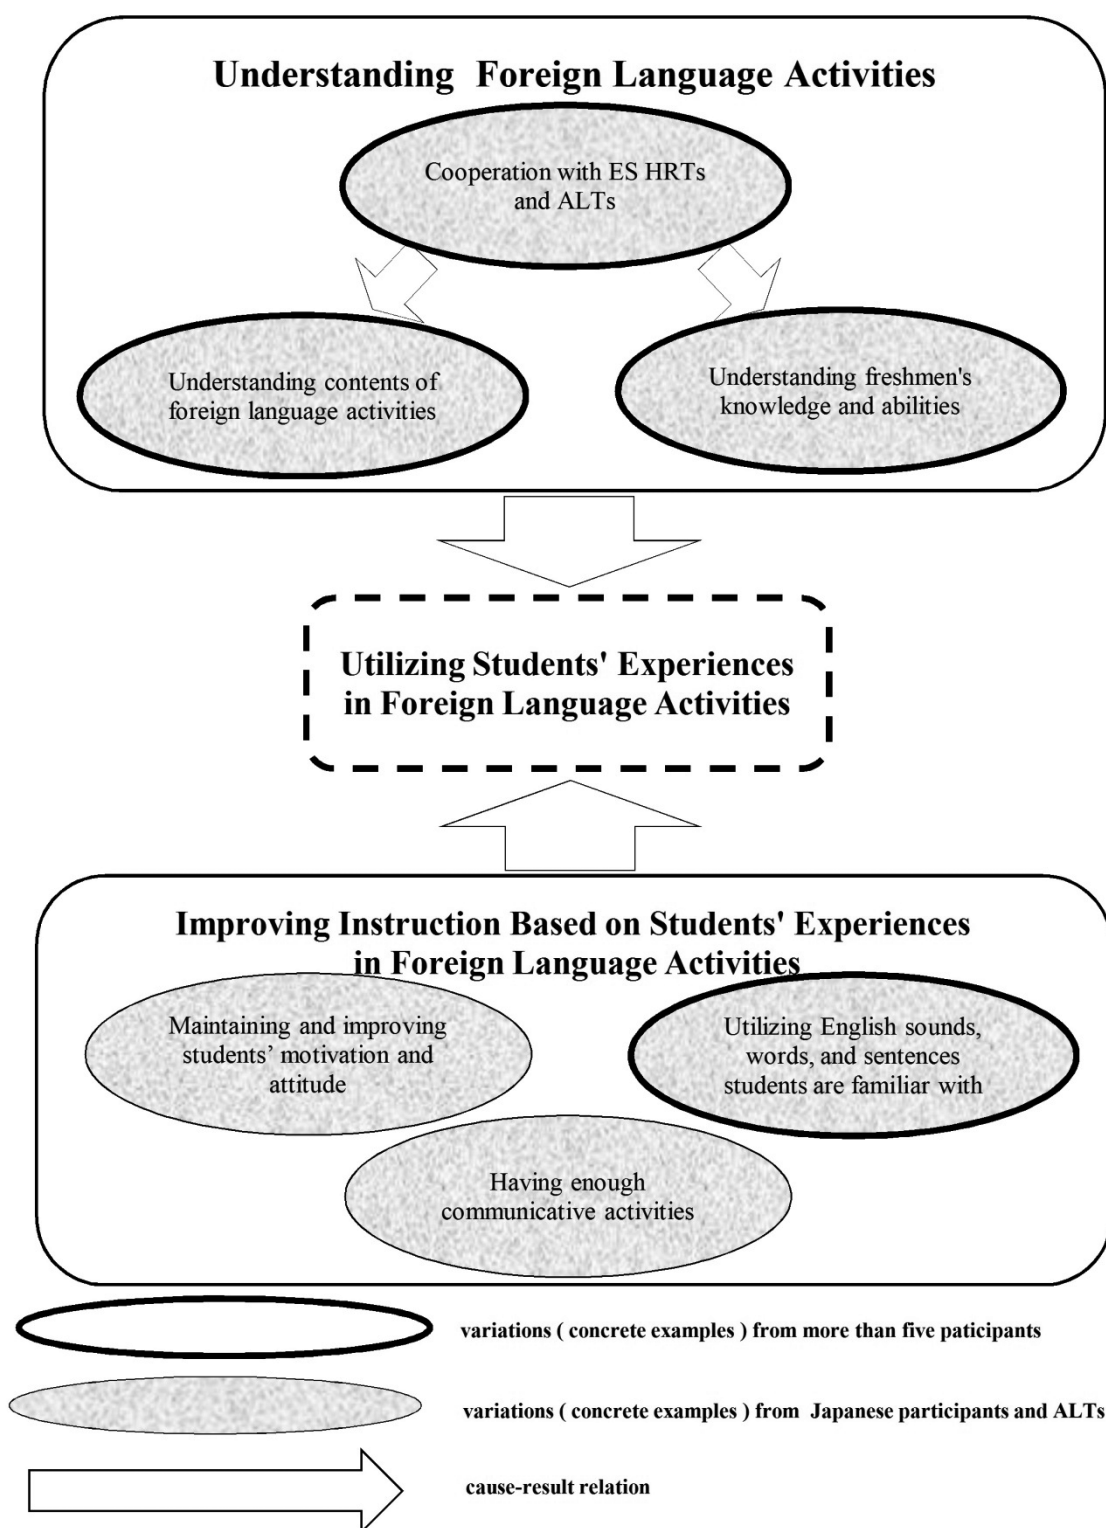 Understanding Foreign Language Activities
Cooperation with ES HRTs
and ALTs
Understanding contents of
foreign language activities
Understanding freshmen's
knowledge and abilities
Utilizing Students' Experiences
in Foreign Language Activities
Improving Instruction Based on Students' Experiences
in Foreign Language Activities
Maintaining and improving
students’ motivation and
attitude
Utilizing English sounds,
words, and sentences
students are familiar with
Having enough
communicative activities
variations ( concrete examples ) from more than five paticipants
variations ( concrete examples ) from Japanese participants and ALTs
cause-result relation